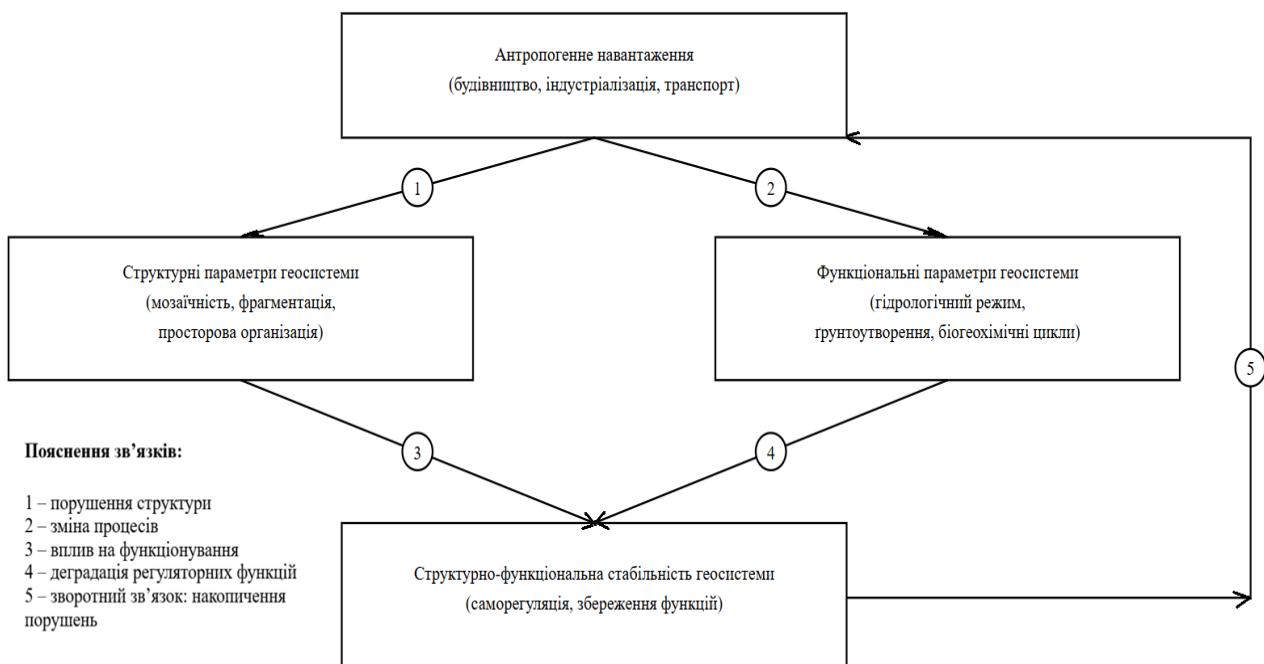 Антропогенне навантаження
(будівництво, індустріалізація, транспорт)
1
2
Структурні параметри геосистеми
(мозаїчність, фрагментація,
просторова організація)
Функціональні параметри геосистеми
(гідрологічний режим,
ґрунтоутворення, біогеохімічні цикли)
5
3
4
Пояснення зв’язків:
1 – порушення структури
2 – зміна процесів
3 – вплив на функціонування
4 – деградація регуляторних функцій
5 – зворотний зв’язок: накопичення
порушень
Структурно-функціональна стабільність геосистеми
(саморегуляція, збереження функцій)